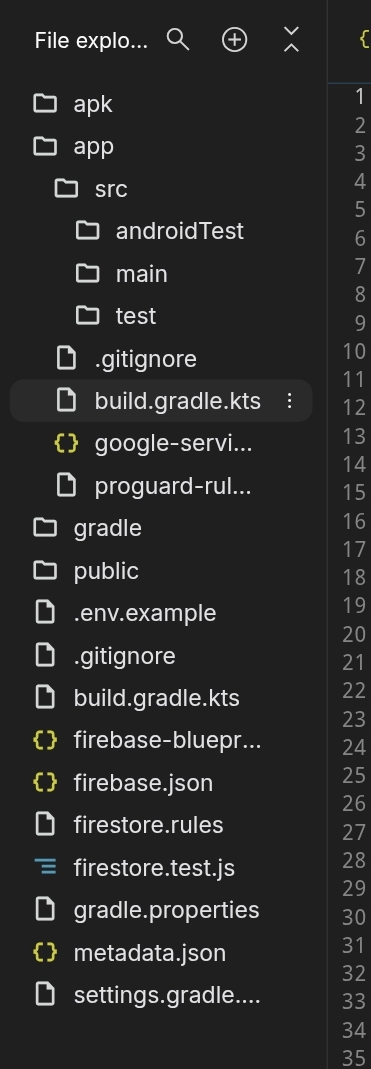 File explo...
apk
app
src
androidTest
main
test
.gitignore
build.gradle.kts
google-servi...
proguard-rul...
gradle
public
.env.example
.gitignore
build.gradle.kts
firebase-bluepr...
firebase.json
firestore.rules
firestore.test.js
gradle.properties
metadata.json
settings.gradle....
{
1
2
3
4
5
6
7
8
9
10
11
12
13
14
15
16
17
18
19
20
21
22
23
24
25
26
27
28
29
30
31
32
33
34
35